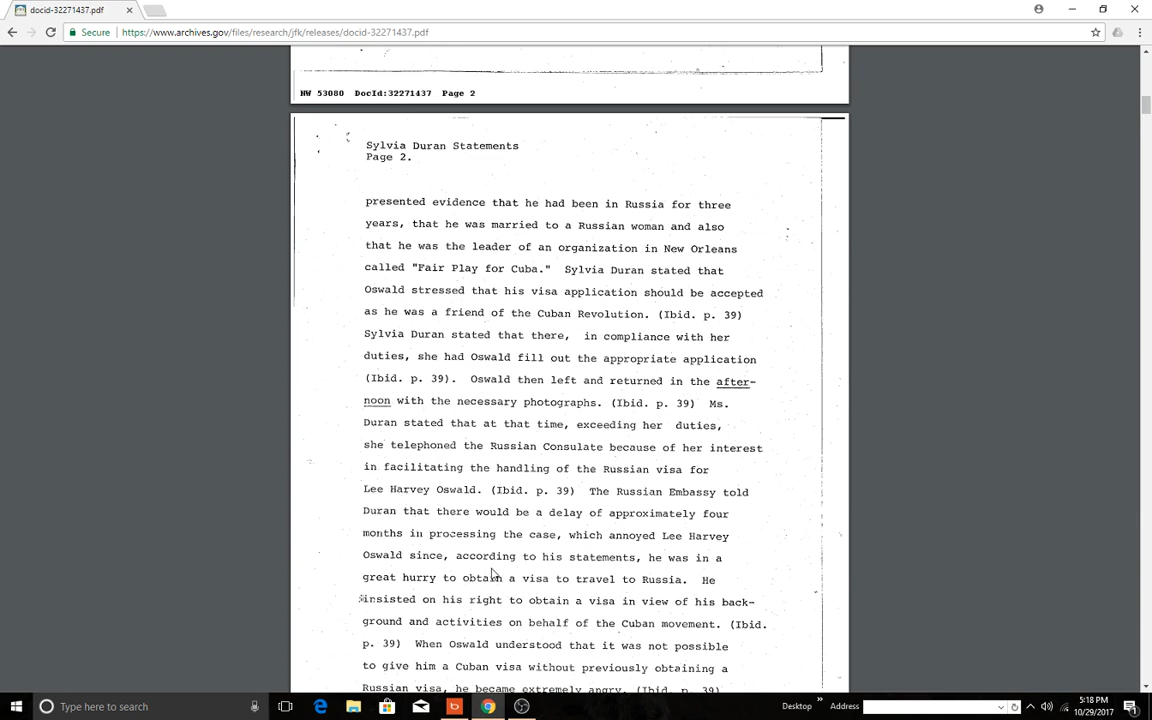 docid-32271437.pdf
Secure https://www.archives.gov/files/research/jfk/releases/docid-32271437.pdf
NW 53080 DocId:32271437 Page 2
Sylvia Duran Statements
Page 2.
presented evidence that he had been in Russia for three
years, that he was married to a Russian woman and also
that he was the leader of an organization in New Orleans
called "Fair Play for Cuba." Sylvia Duran stated that
Oswald stressed that his visa application should be accepted
as he was a friend of the Cuban Revolution. (Ibid. p. 39)
Sylvia Duran stated that there, in compliance with her
duties, she had Oswald fill out the appropriate application
(Ibid. p. 39). Oswald then left and returned in the after-
noon with the necessary photographs. (Ibid. p. 39) Ms.
Duran stated that at that time, exceeding her duties,
she telephoned the Russian Consulate because of her interest
in facilitating the handling of the Russian visa for
Lee Harvey Oswald. (Ibid. p. 39) The Russian Embassy told
Duran that there would be a delay of approximately four
months in processing the case, which annoyed Lee Harvey
Oswald since, according to his statements, he was in a
great hurry to obtain a visa to travel to Russia. He
insisted on his right to obtain a visa in view of his back-
ground and activities on behalf of the Cuban movement. (Ibid.
p. 39) When Oswald understood that it was not possible
to give him a Cuban visa without previously obtaining a
Russian visa, he became extremely angry. (Ibid. p. 39)
Type here to search
Desktop
Address
5:18 PM
10/29/2017